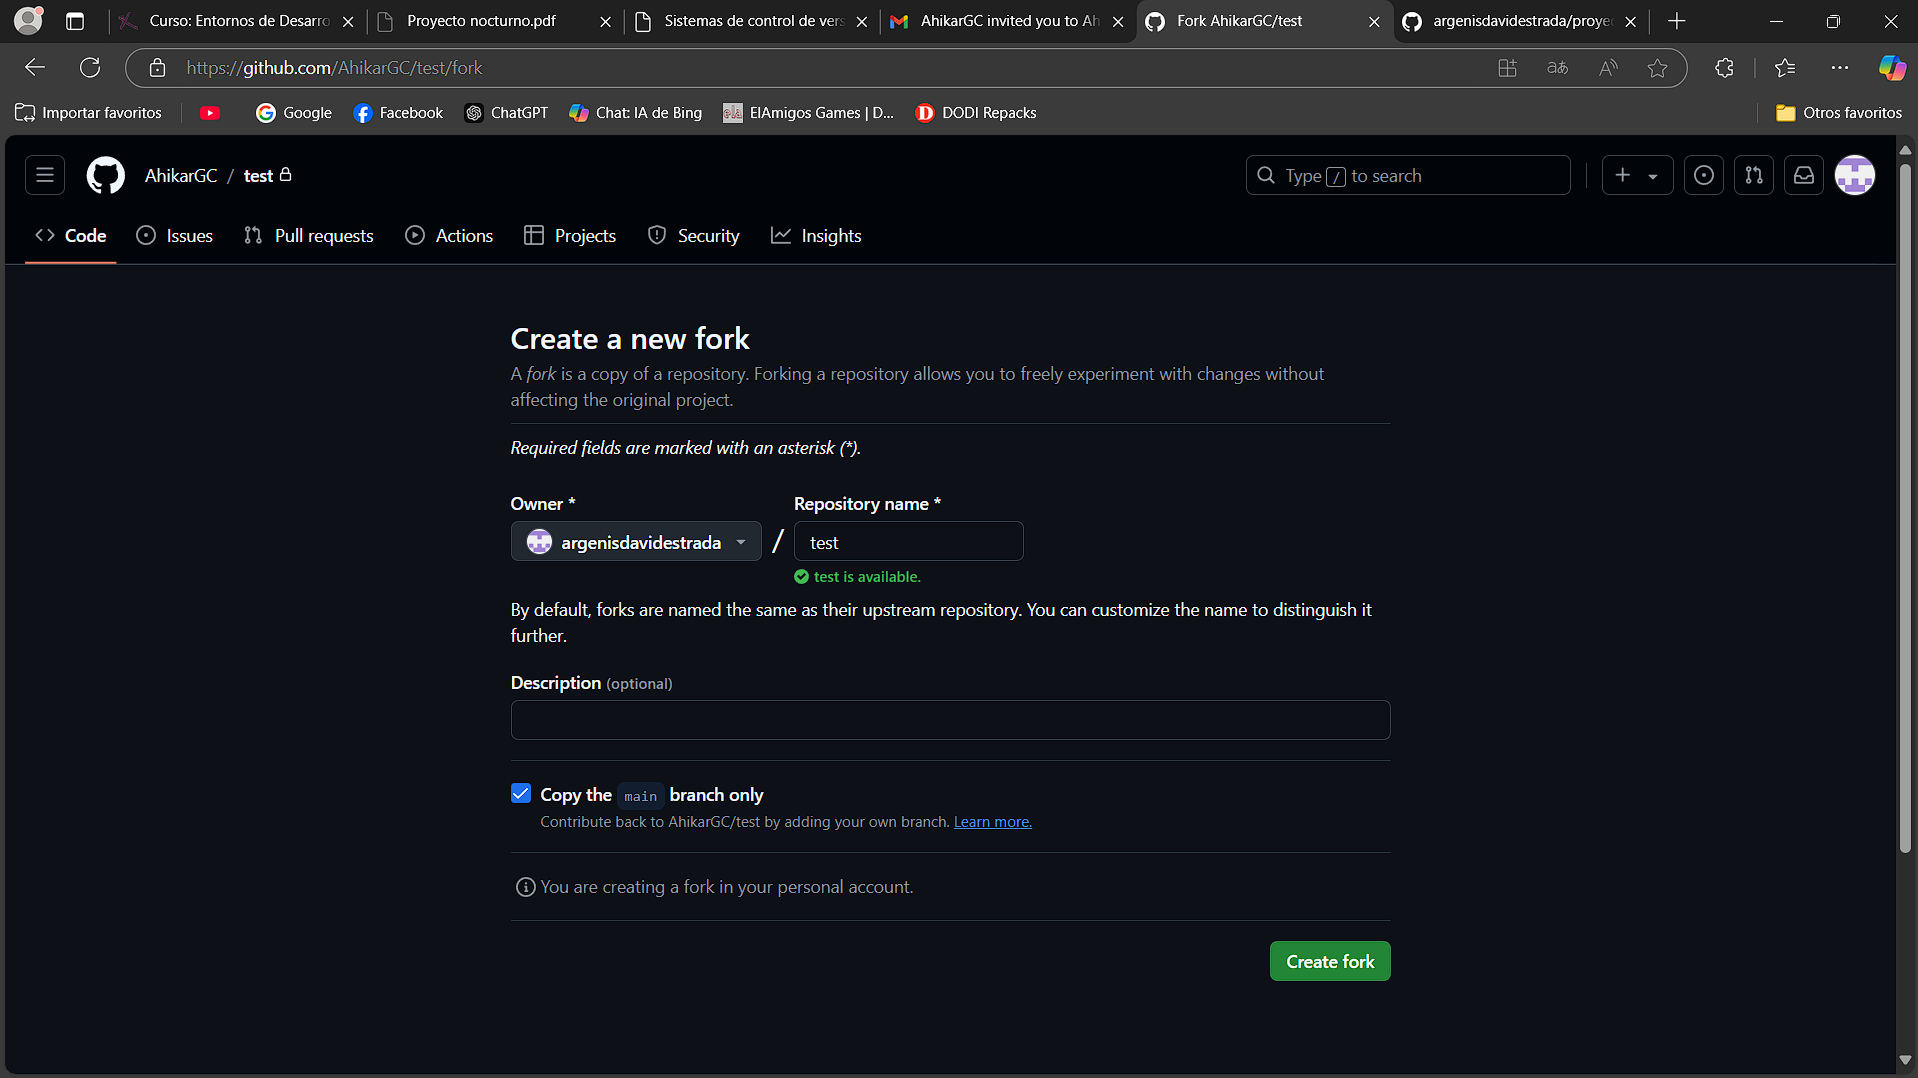 Curso: Entornos de Desarro
Proyecto nocturno.pdf
Sistemas de control de vers
AhikarGC invited you to Ah
Fork AhikarGC/test
argenisdavidestrada/proye
https://github.com/AhikarGC/test/fork
Importar favoritos
Google
Facebook
ChatGPT
Chat: IA de Bing
ela
ElAmigos Games | D...
DODI Repacks
Otros favoritos
AhikarGC / test
Type / to search
Code
Issues
Pull requests
Actions
Projects
Security
Insights
Create a new fork
A fork is a copy of a repository. Forking a repository allows you to freely experiment with changes without
affecting the original project.
Required fields are marked with an asterisk (*).
Owner *
Repository name *
argenisdavidestrada / test
test is available.
By default, forks are named the same as their upstream repository. You can customize the name to distinguish it
further.
Description (optional)
Copy the main branch only
Contribute back to AhikarGC/test by adding your own branch. Learn more.
You are creating a fork in your personal account.
Create fork